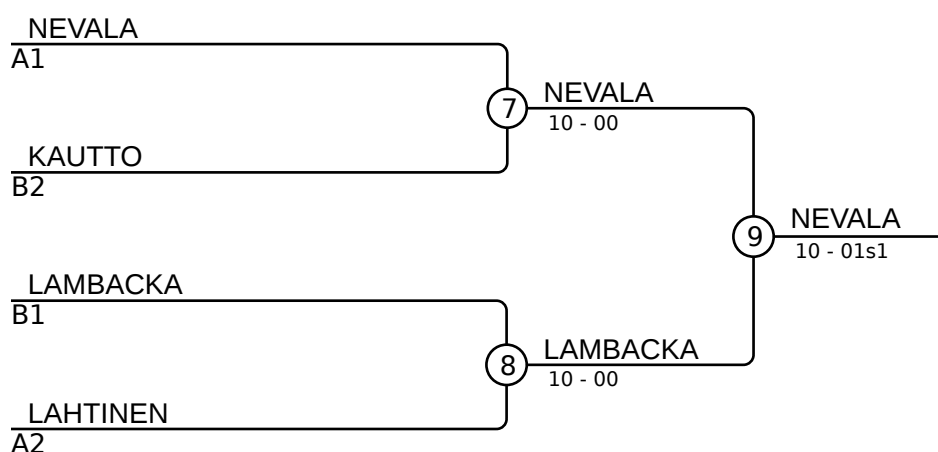 NEVALA
A1
7
NEVALA
10 - 00
KAUTTO
B2
9
NEVALA
10 - 01s1
LAMBACKA
B1
8
LAMBACKA
10 - 00
LAHTINEN
A2